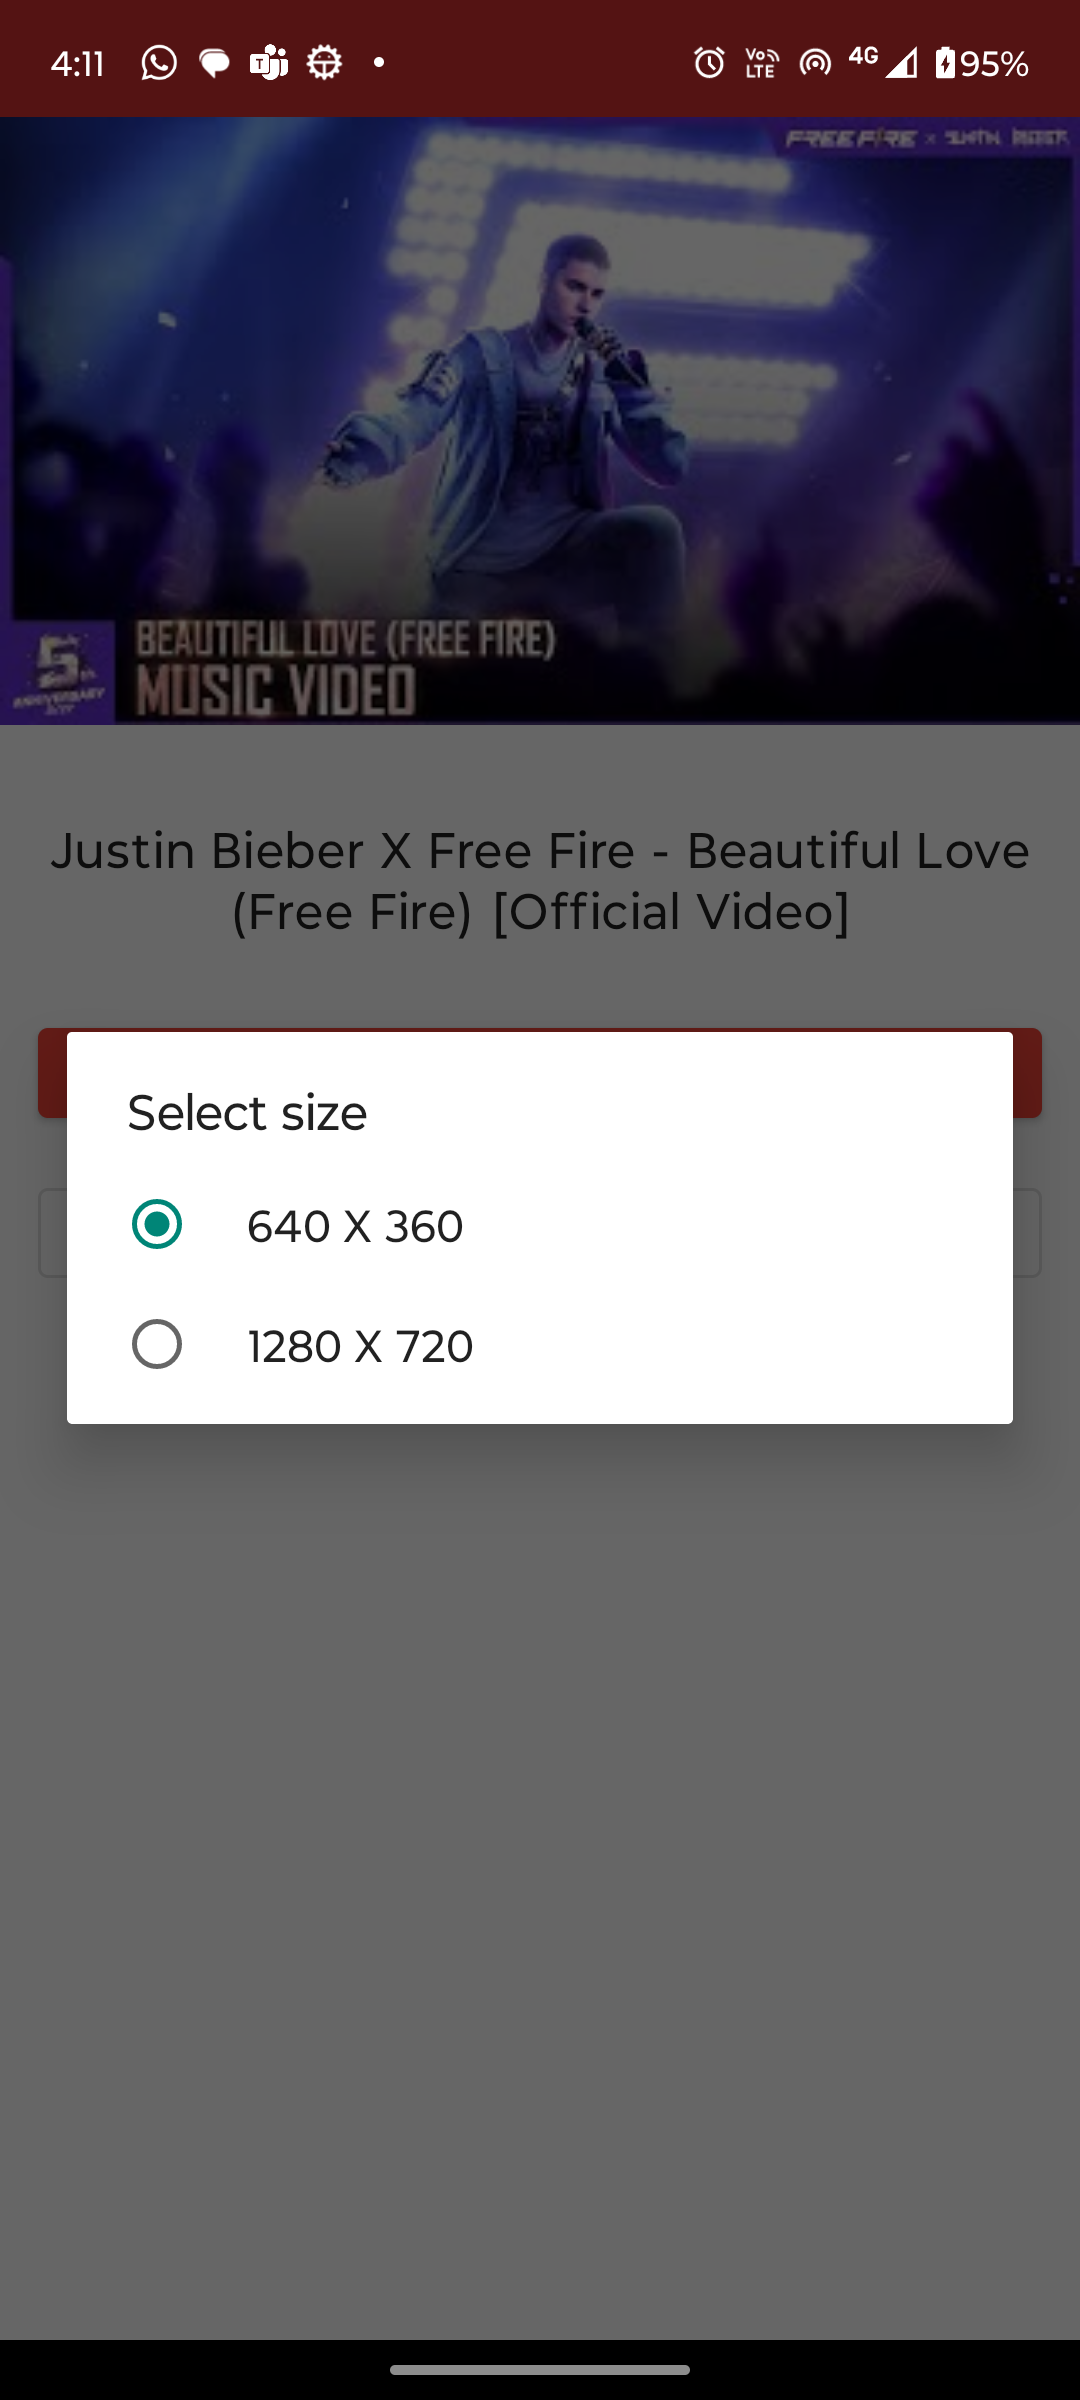 4:11
Vo LTE
4G
95%
FREE FIRE x JUSTIN BIEBER
BEAUTIFUL LOVE (FREE FIRE)
MUSIC VIDEO
5th
ANNIVERSARY
Justin Bieber X Free Fire - Beautiful Love
(Free Fire) [Official Video]
Select size
640 X 360
1280 X 720